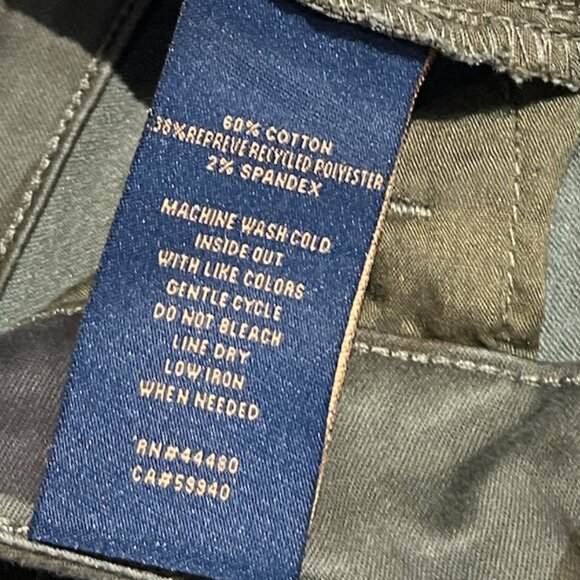 60% COTTON
38% REPREVE RECYCLED POLYESTER
2% SPANDEX
MACHINE WASH COLD
INSIDE OUT
WITH LIKE COLORS
GENTLE CYCLE
DO NOT BLEACH
LINE DRY
LOW IRON
WHEN NEEDED
RN#44480
CA#59940